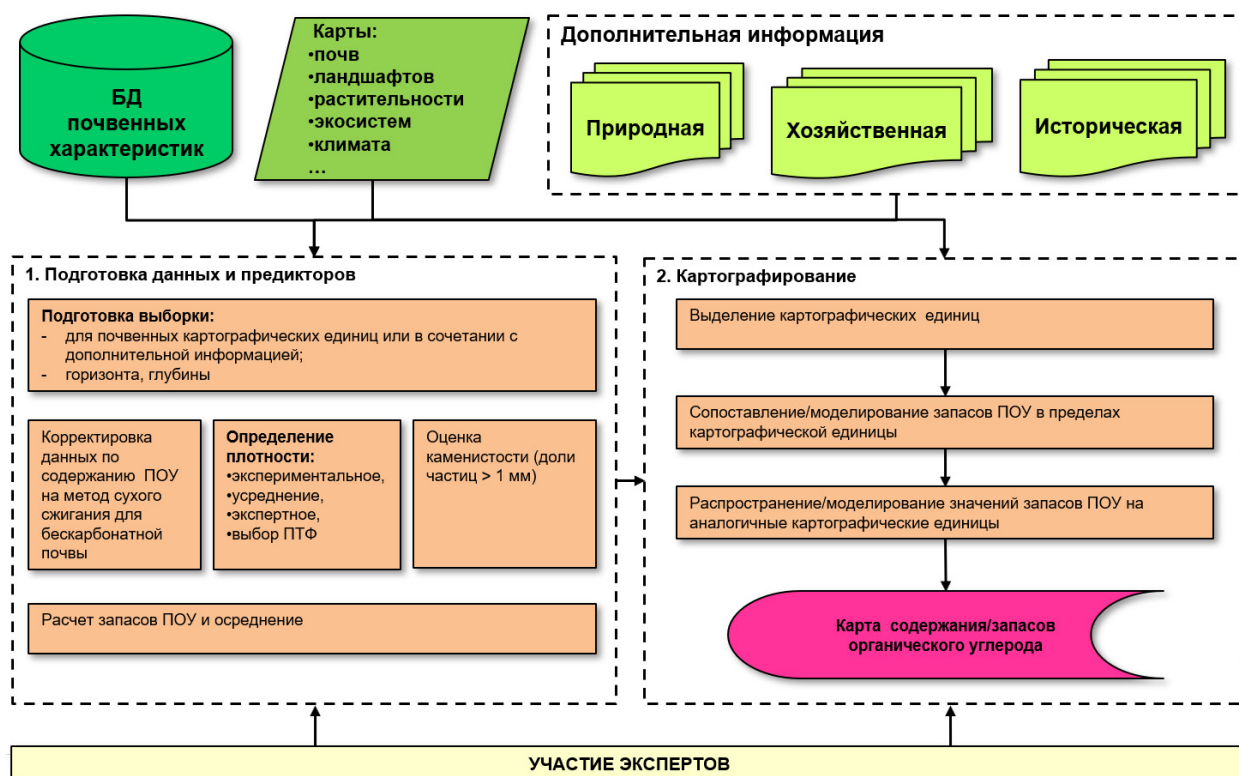 БД
почвенных
характеристик
Карты:
•почв
•ландшафтов
•растительности
•экосистем
•климата
…
Дополнительная информация
Природная
Хозяйственная
Историческая
1. Подготовка данных и предикторов
Подготовка выборки:
- для почвенных картографических единиц или в сочетании с
дополнительной информацией;
- горизонта, глубины
Корректировка
данных по
содержанию ПОУ
на метод сухого
сжигания для
бескарбонатной
почвы
Определение
плотности:
•экспериментальное,
•усреднение,
•экспертное,
•выбор ПТФ
Оценка
каменистости (доли
частиц > 1 мм)
Расчет запасов ПОУ и осреднение
2. Картографирование
Выделение картографических единиц
Сопоставление/моделирование запасов ПОУ в пределах
картографической единицы
Распространение/моделирование значений запасов ПОУ на
аналогичные картографические единицы
Карта содержания/запасов
органического углерода
УЧАСТИЕ ЭКСПЕРТОВ